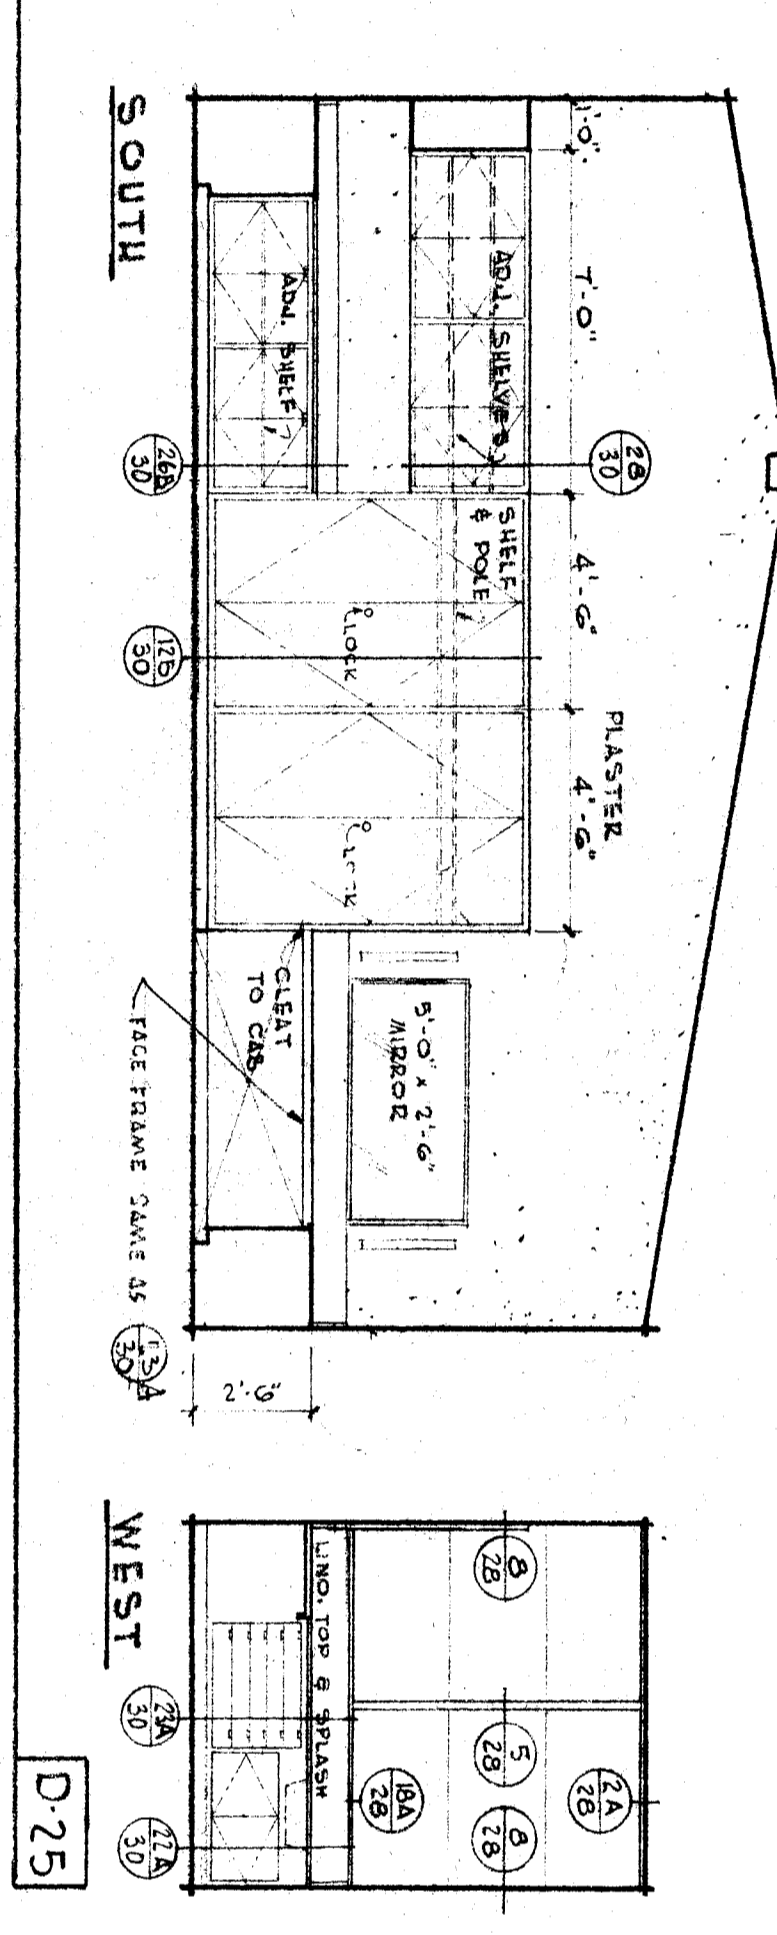 1'-0"
7'-0"
4'-6"
4'-6"
PLASTER
28
30
ADJ. SHELVES
SHELF
& POLE
LOCK
LOCK
5'-0" x 2'-6"
MIRROR
ADJ. SHELF
CLEAT
TO CAB.
26B
30
12B
30
FACE FRAME SAME AS
13A
30
2'-6"
SOUTH
8
28
5
28
8
28
2A
28
18A
28
LINO. TOP & SPLASH
23A
30
22A
30
WEST
D-25